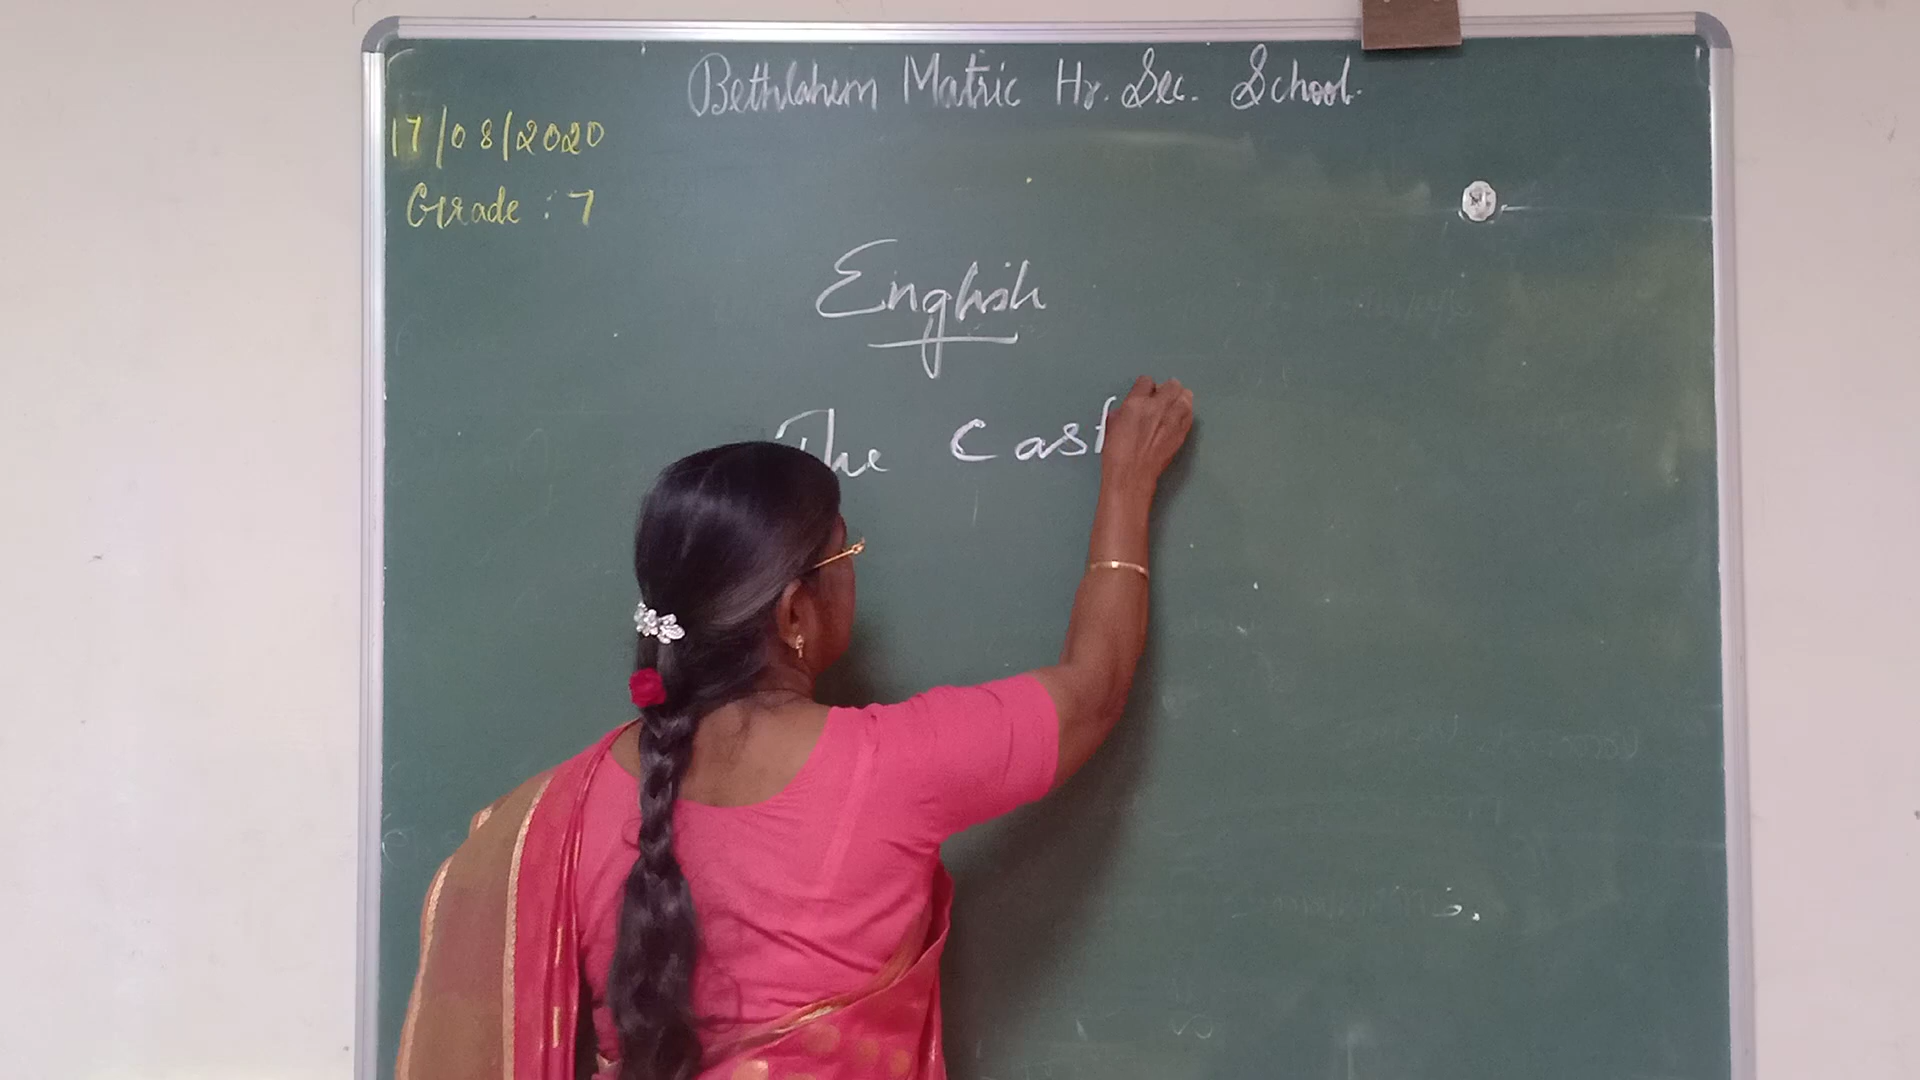 Bethlahem Matric Hr. Sec. School.
17/08/2020
Grade : 7
English
The Cast